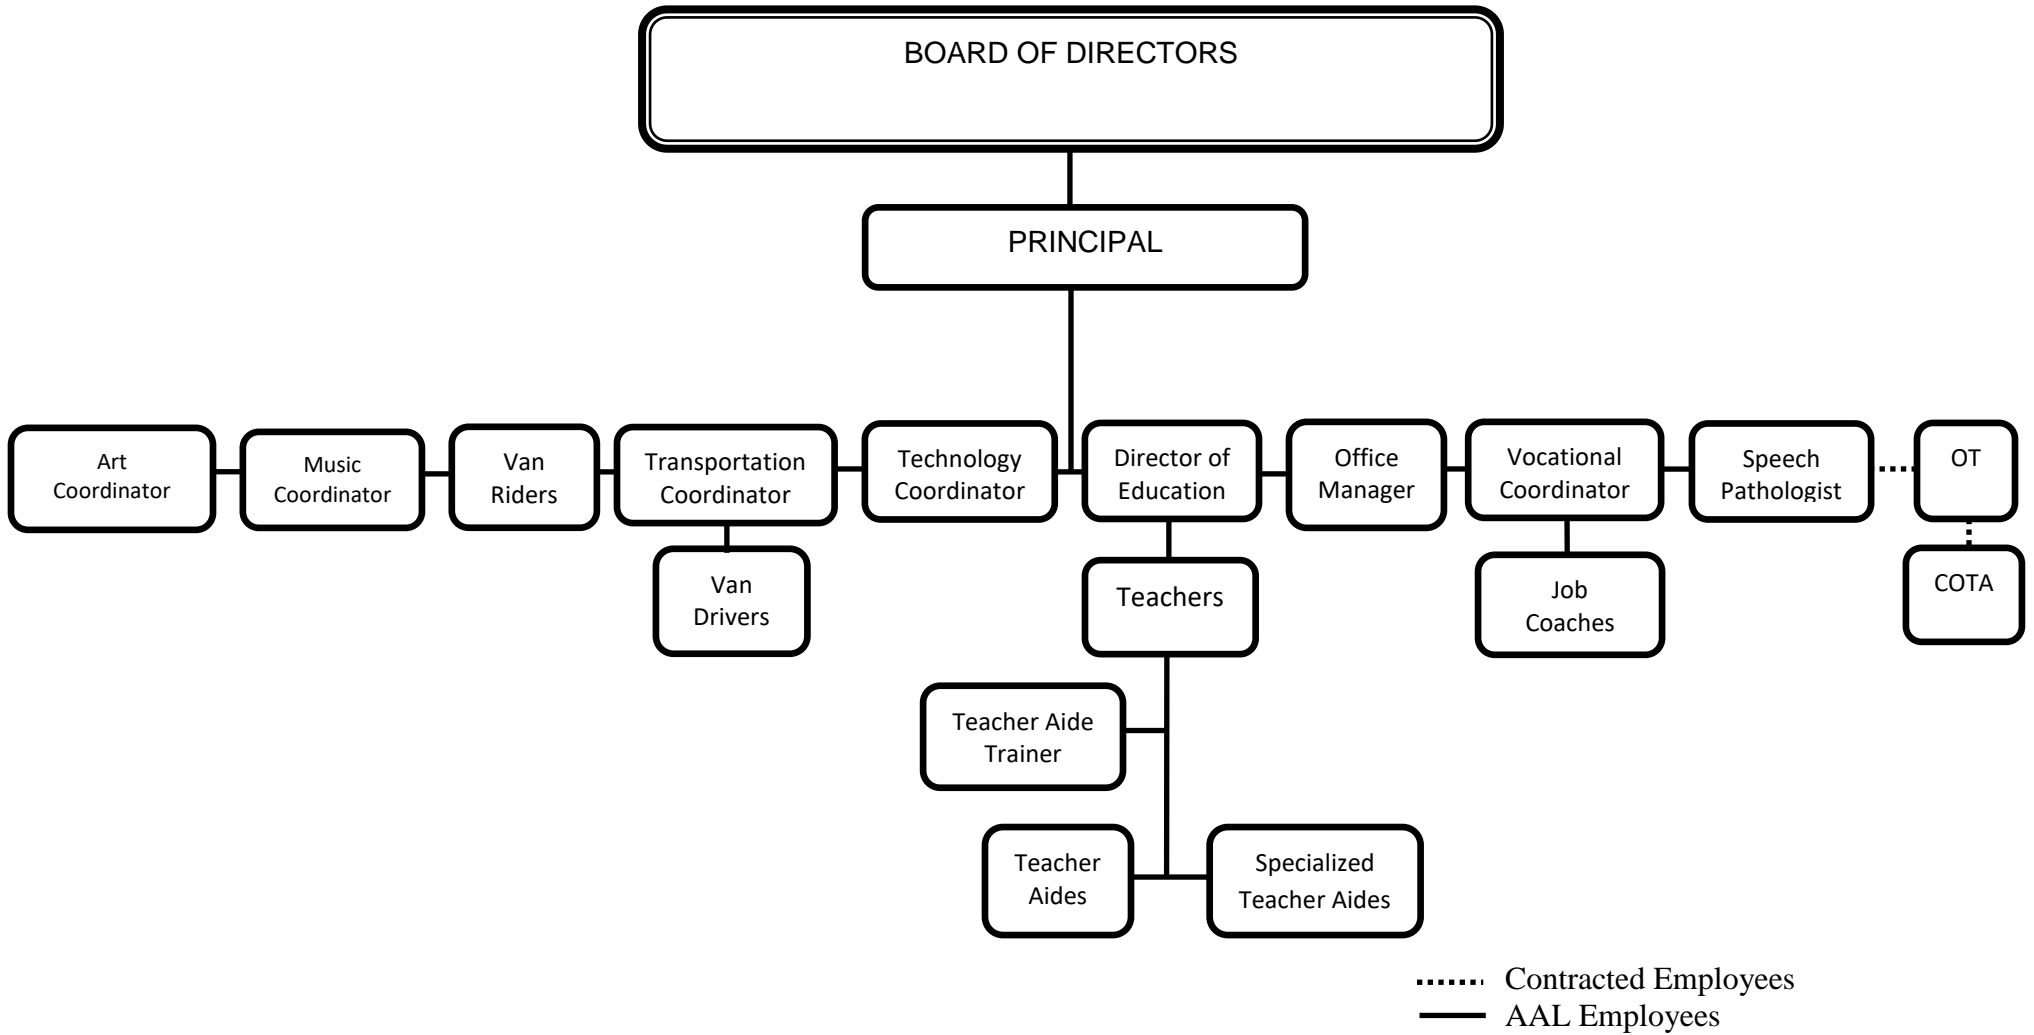 BOARD OF DIRECTORS
PRINCIPAL
Art
Coordinator
Music
Coordinator
Van
Riders
Transportation
Coordinator
Technology
Coordinator
Director of
Education
Office
Manager
Vocational
Coordinator
Speech
Pathologist
OT
Van
Drivers
Teachers
Job
Coaches
COTA
Teacher Aide
Trainer
Teacher
Aides
Specialized
Teacher Aides
Contracted Employees
AAL Employees